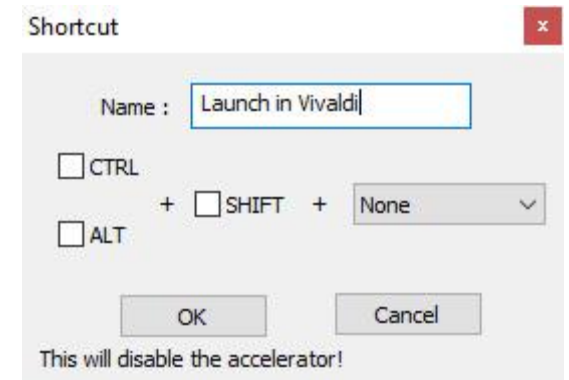 Shortcut
x
Name : Launch in Vivaldi
CTRL
+ SHIFT + None
ALT
OK Cancel
This will disable the accelerator!